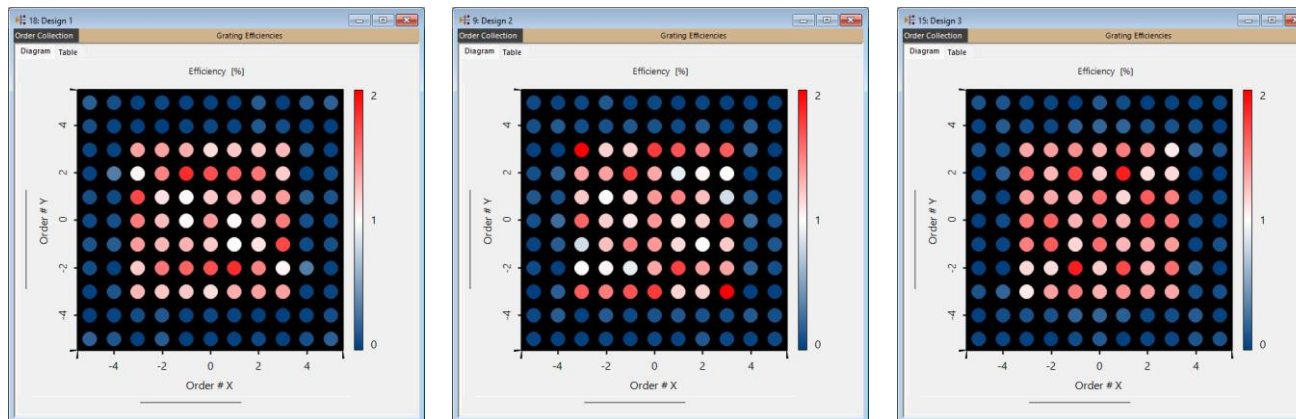 18: Design 1
Order Collection
Grating Efficiencies
Diagram
Table
Efficiency [%]
2
1
0
4
2
0
-2
-4
Order # Y
-4
-2
0
2
4
Order # X
9: Design 2
Order Collection
Grating Efficiencies
Diagram
Table
Efficiency [%]
2
1
0
4
2
0
-2
-4
Order # Y
-4
-2
0
2
4
Order # X
15: Design 3
Order Collection
Grating Efficiencies
Diagram
Table
Efficiency [%]
2
1
0
4
2
0
-2
-4
Order # Y
-4
-2
0
2
4
Order # X